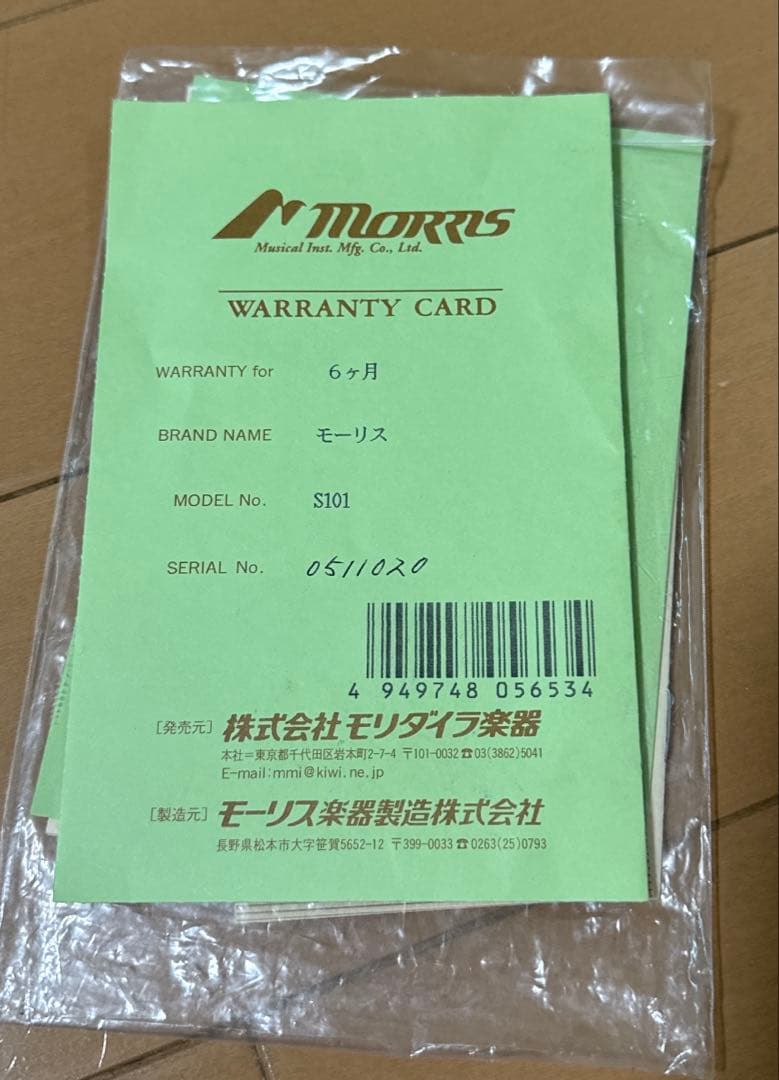 MORRIS
Musical Inst. Mfg. Co., Ltd.
WARRANTY CARD
WARRANTY for 6ヶ月
BRAND NAME モーリス
MODEL No. S101
SERIAL No. 0511020
4 949748 056534
[発売元] 株式会社モリダイラ楽器
本社=東京都千代田区岩本町2-7-4 〒101-0032 ☎03(3862)5041
E-mail:mmi@kiwi.ne.jp
[製造元] モーリス楽器製造株式会社
長野県松本市大字笹賀5652-12 〒399-0033 ☎0263(25)0793